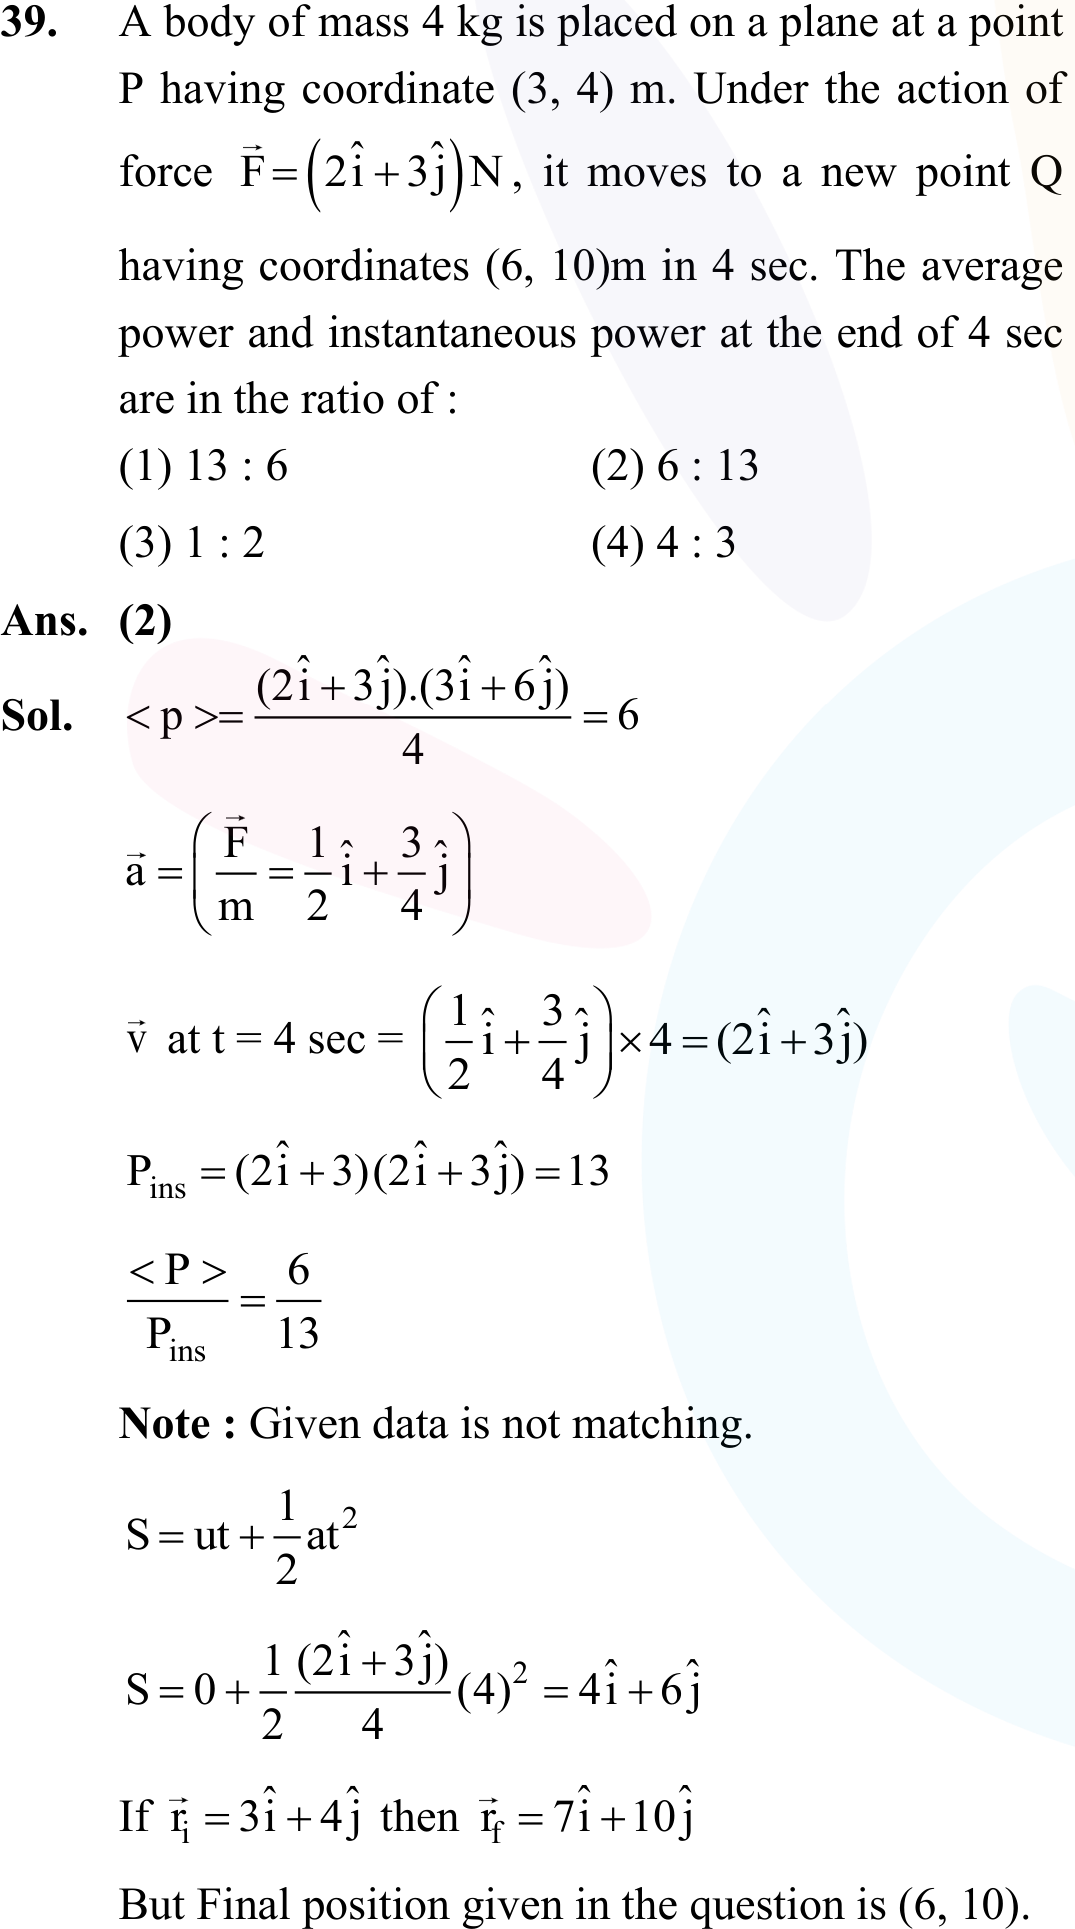 39. A body of mass 4 kg is placed on a plane at a point
P having coordinate (3, 4) m. Under the action of
force $\vec{F} = \left(2\hat{i} + 3\hat{j}\right)$N, it moves to a new point Q
having coordinates (6, 10)m in 4 sec. The average
power and instantaneous power at the end of 4 sec
are in the ratio of :
(1) 13 : 6 (2) 6 : 13
(3) 1 : 2 (4) 4 : 3
Ans. (2)
Sol. $< p >= \frac{(2\hat{i} + 3\hat{j}).(3\hat{i} + 6\hat{j})}{4} = 6$
$\vec{a} = \left(\frac{\vec{F}}{m} = \frac{1}{2}\hat{i} + \frac{3}{4}\hat{j}\right)$
$\vec{v}$ at t = 4 sec = $\left(\frac{1}{2}\hat{i} + \frac{3}{4}\hat{j}\right) \times 4 = (2\hat{i} + 3\hat{j})$
$P_{ins} = (2\hat{i} + 3)(2\hat{i} + 3\hat{j}) = 13$
$\frac{< P >}{P_{ins}} = \frac{6}{13}$
Note : Given data is not matching.
$S = ut + \frac{1}{2}at^2$
$S = 0 + \frac{1}{2}\frac{(2\hat{i} + 3\hat{j})}{4}(4)^2 = 4\hat{i} + 6\hat{j}$
If $\vec{r}_i = 3\hat{i} + 4\hat{j}$ then $\vec{r}_f = 7\hat{i} + 10\hat{j}$
But Final position given in the question is (6, 10).